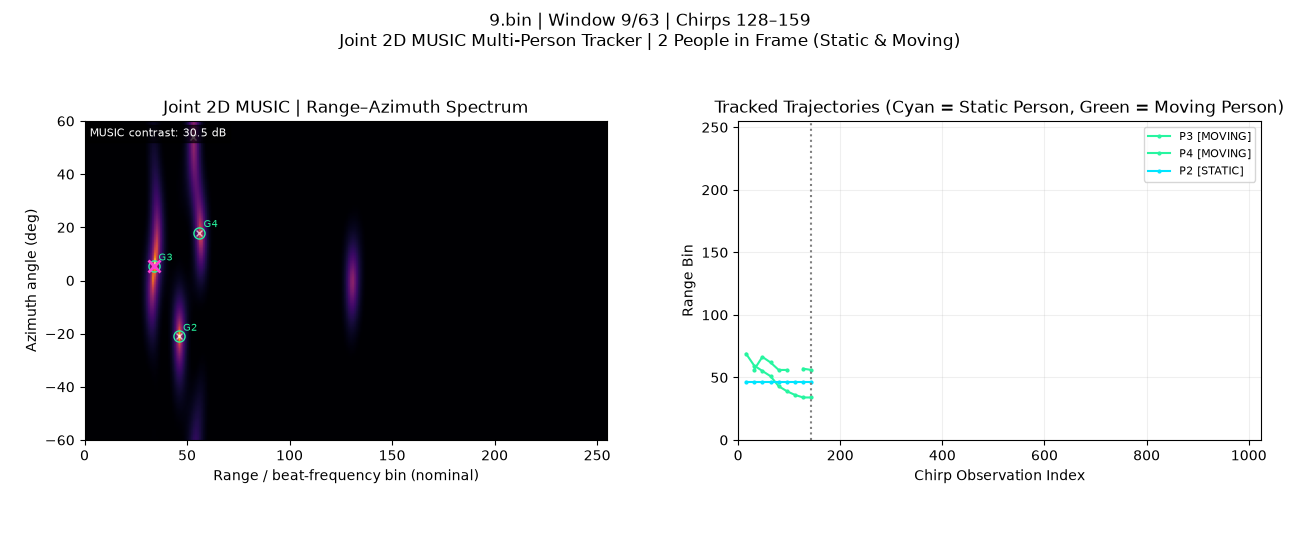 9.bin | Window 9/63 | Chirps 128–159
Joint 2D MUSIC Multi-Person Tracker | 2 People in Frame (Static & Moving)
Joint 2D MUSIC | Range–Azimuth Spectrum
MUSIC contrast: 30.5 dB
G4
G3
G2
60
40
20
0
−20
−40
−60
Azimuth angle (deg)
0
50
100
150
200
250
Range / beat-frequency bin (nominal)
Tracked Trajectories (Cyan = Static Person, Green = Moving Person)
P3 [MOVING]
P4 [MOVING]
P2 [STATIC]
250
200
150
100
50
0
Range Bin
0
200
400
600
800
1000
Chirp Observation Index